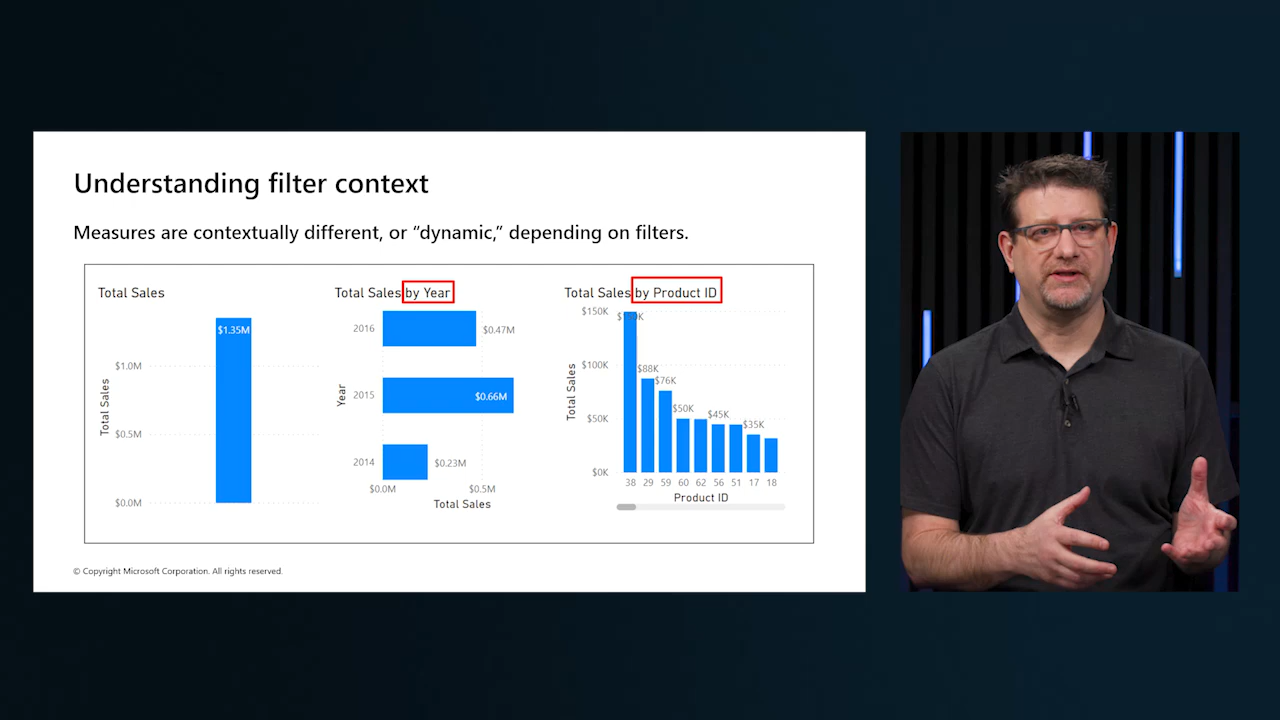 Understanding filter context
Measures are contextually different, or “dynamic,” depending on filters.
Total Sales
$1.35M
$1.0M
$0.5M
$0.0M
Total Sales
Total Sales by Year
2016
$0.47M
2015
$0.66M
2014
$0.23M
Year
$0.0M
$0.5M
Total Sales
Total Sales by Product ID
$150K
$100K
$50K
$0K
Total Sales
$88K
$76K
$50K
$45K
$35K
38 29 59 60 62 56 51 17 18
Product ID
© Copyright Microsoft Corporation. All rights reserved.